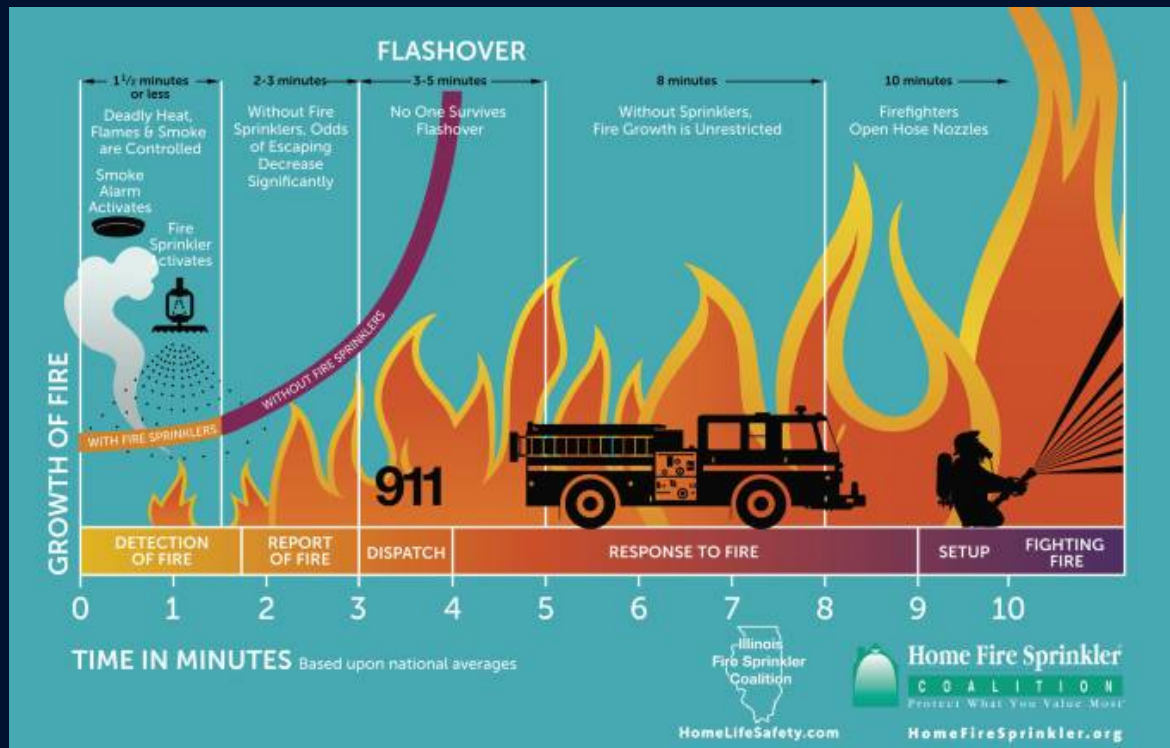 FLASHOVER
1 1/2 minutes
or less
Deadly Heat,
Flames & Smoke
are Controlled
Smoke
Alarm
Activates
Fire
Sprinkler
Activates
2-3 minutes
Without Fire
Sprinklers, Odds
of Escaping
Decrease
Significantly
3-5 minutes
No One Survives
Flashover
8 minutes
Without Sprinklers,
Fire Growth is Unrestricted
10 minutes
Firefighters
Open Hose Nozzles
GROWTH OF FIRE
WITH FIRE SPRINKLERS
WITHOUT FIRE SPRINKLERS
911
DETECTION
OF FIRE
REPORT
OF FIRE
DISPATCH
RESPONSE TO FIRE
SETUP
FIGHTING
FIRE
0 1 2 3 4 5 6 7 8 9 10
TIME IN MINUTES Based upon national averages
Illinois
Fire Sprinkler
Coalition
HomeLifeSafety.com
Home Fire Sprinkler
COALITION
Protect What You Value Most
HomeFireSprinkler.org